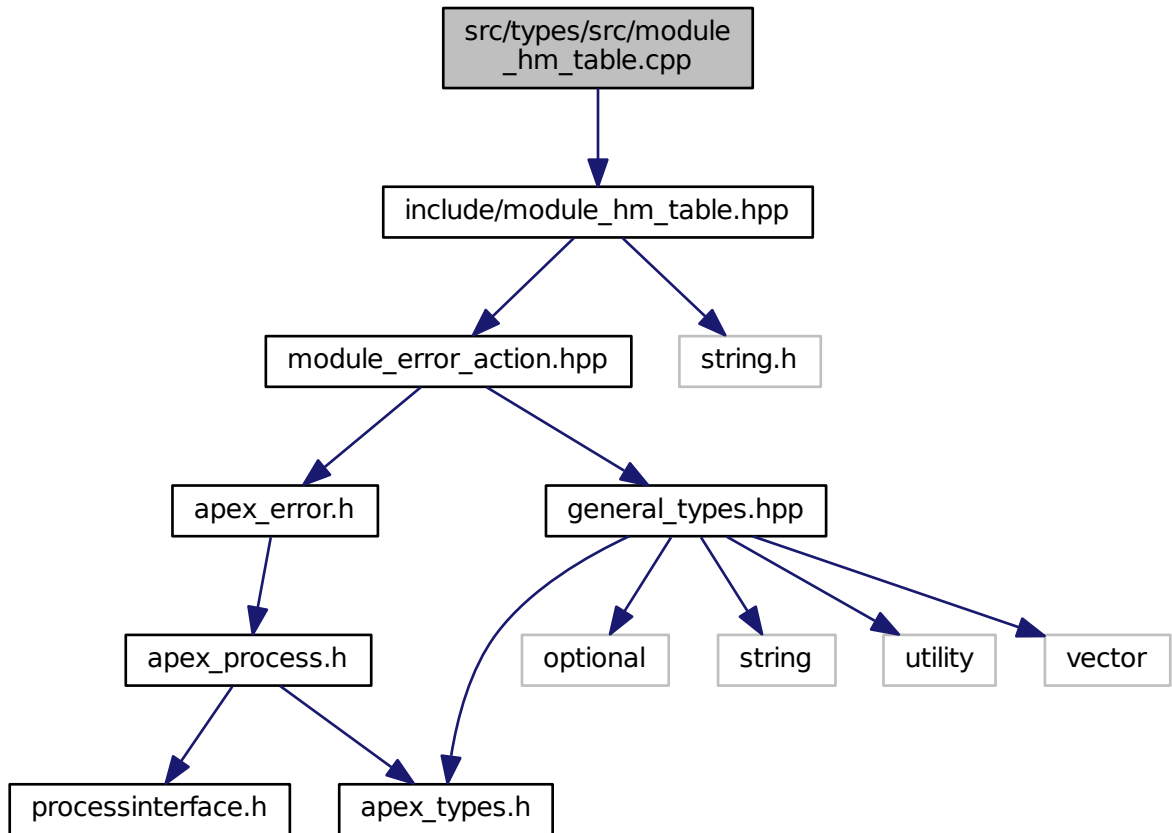 src/types/src/module
_hm_table.cpp
include/module_hm_table.hpp
module_error_action.hpp
string.h
apex_error.h
general_types.hpp
apex_process.h
optional
string
utility
vector
processinterface.h
apex_types.h